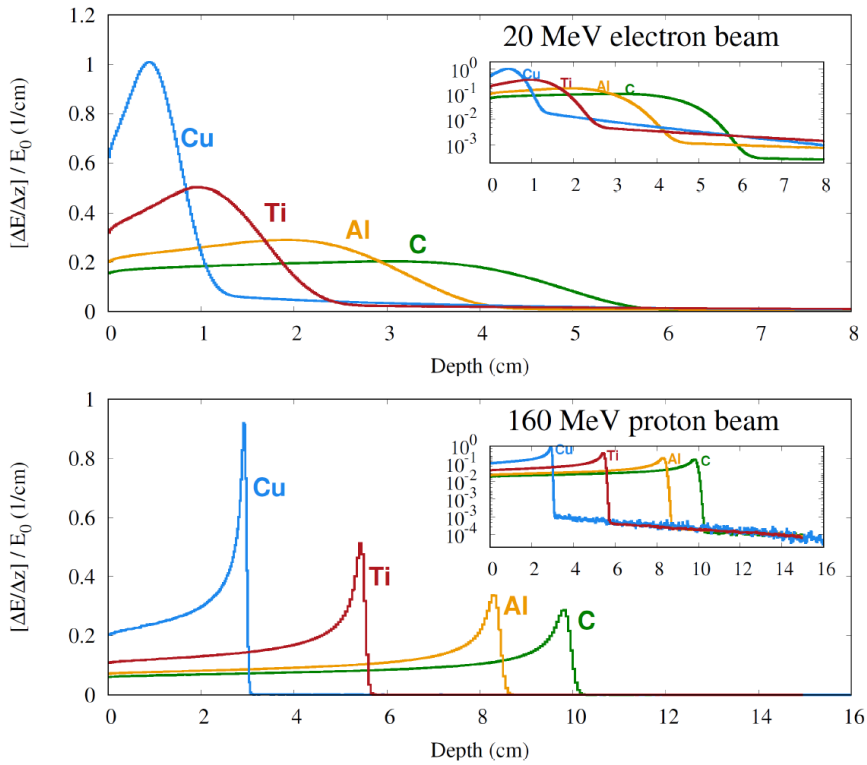 20 MeV electron beam
[ΔE/Δz] / E₀ (1/cm)
1.2
1
0.8
0.6
0.4
0.2
0
Cu
Ti
Al
C
0 1 2 3 4 5 6 7 8
Depth (cm)
10⁰
10⁻¹
10⁻²
10⁻³
Cu
Ti
Al
C
0 1 2 3 4 5 6 7 8
160 MeV proton beam
[ΔE/Δz] / E₀ (1/cm)
1
0.8
0.6
0.4
0.2
0
Cu
Ti
Al
C
0 2 4 6 8 10 12 14 16
Depth (cm)
10⁰
10⁻¹
10⁻²
10⁻³
10⁻³
10⁻⁴
Cu
Ti
Al
C
0 2 4 6 8 10 12 14 16